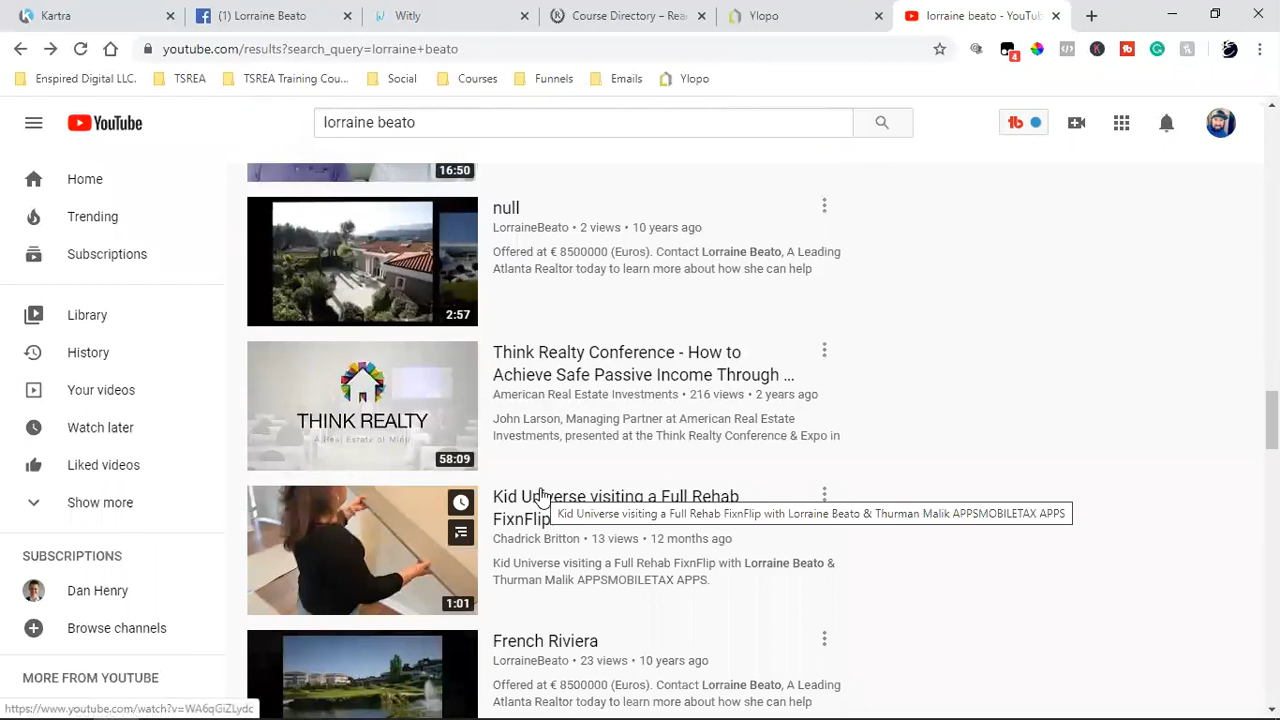 Kartra
(1) Lorraine Beato
Witly
Course Directory – Rea
Ylopo
lorraine beato - YouTu
youtube.com/results?search_query=lorraine+beato
4
Enspired Digital LLC.
TSREA
TSREA Training Cou...
Social
Courses
Funnels
Emails
Ylopo
YouTube
lorraine beato
tb
Home
Trending
Subscriptions
Library
History
Your videos
Watch later
Liked videos
Show more
SUBSCRIPTIONS
Dan Henry
Browse channels
MORE FROM YOUTUBE
16:50
null
LorraineBeato • 2 views • 10 years ago
Offered at € 8500000 (Euros). Contact Lorraine Beato, A Leading
Atlanta Realtor today to learn more about how she can help
2:57
THINK REALTY
A Real Estate of Mind
58:09
Think Realty Conference - How to
Achieve Safe Passive Income Through ...
American Real Estate Investments • 216 views • 2 years ago
John Larson, Managing Partner at American Real Estate
Investments, presented at the Think Realty Conference & Expo in
Kid Universe visiting a Full Rehab
FixnFlip
Kid Universe visiting a Full Rehab FixnFlip with Lorraine Beato & Thurman Malik APPSMOBILETAX APPS
Chadrick Britton • 13 views • 12 months ago
Kid Universe visiting a Full Rehab FixnFlip with Lorraine Beato &
Thurman Malik APPSMOBILETAX APPS.
1:01
French Riviera
LorraineBeato • 23 views • 10 years ago
Offered at € 8500000 (Euros). Contact Lorraine Beato, A Leading
Atlanta Realtor today to learn more about how she can help
https://www.youtube.com/watch?v=WA6qGiZLydc